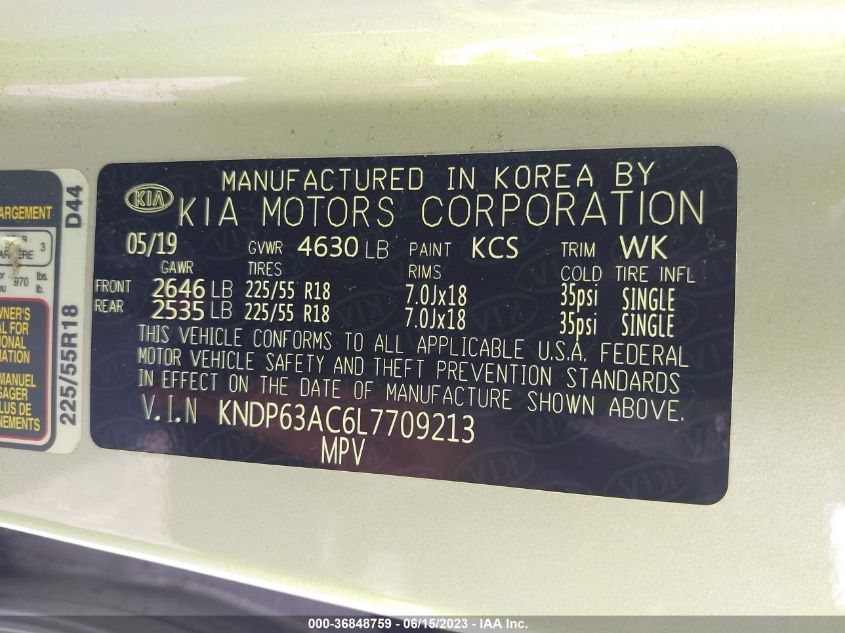 ARGEMENT
3
970 lbs.
lb.
D44
225/55R18
MANUFACTURED IN KOREA BY
KIA KIA MOTORS CORPORATION
05/19 GVWR 4630 LB PAINT KCS TRIM WK
GAWR TIRES RIMS COLD TIRE INFL
FRONT 2646 LB 225/55 R18 7.0Jx18 35psi SINGLE
REAR 2535 LB 225/55 R18 7.0Jx18 35psi SINGLE
THIS VEHICLE CONFORMS TO ALL APPLICABLE U.S.A. FEDERAL
MOTOR VEHICLE SAFETY AND THEFT PREVENTION STANDARDS
IN EFFECT ON THE DATE OF MANUFACTURE SHOWN ABOVE.
V.I.N KNDP63AC6L7709213
MPV
000-36848759 - 06/15/2023 - IAA Inc.